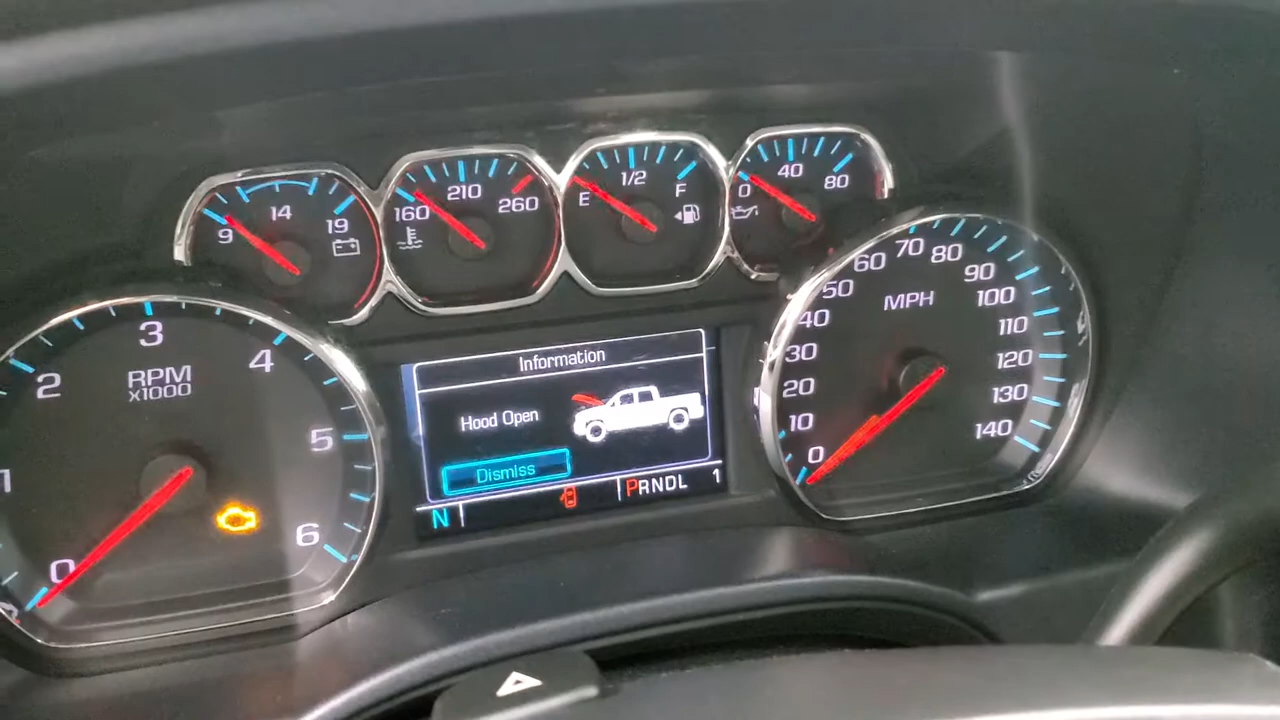 9 14 19
160 210 260
E 1/2 F
0 40 80
0 1 2 3 4 5 6
RPM
x1000
Information
Hood Open
Dismiss
N
PRNDL 1
0 10 20 30 40 50 60 70 80 90 100 110 120 130 140
MPH